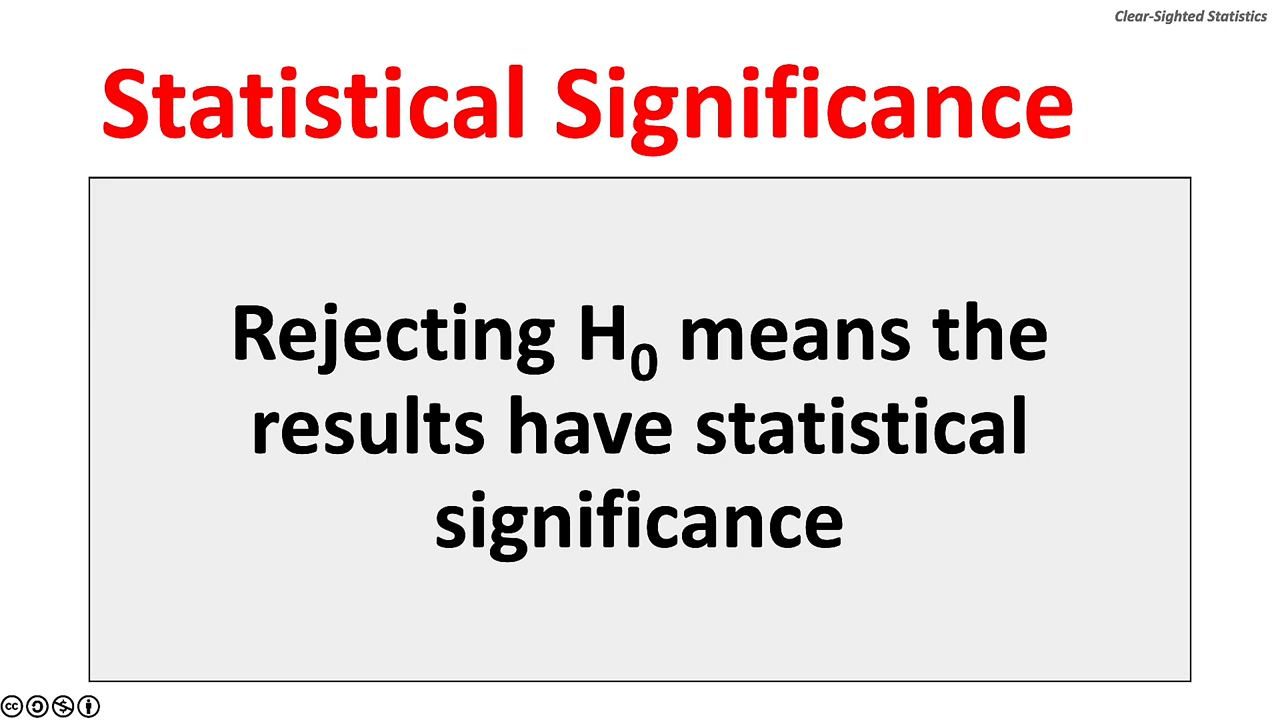 Clear-Sighted Statistics
Statistical Significance
Rejecting H₀ means the
results have statistical
significance